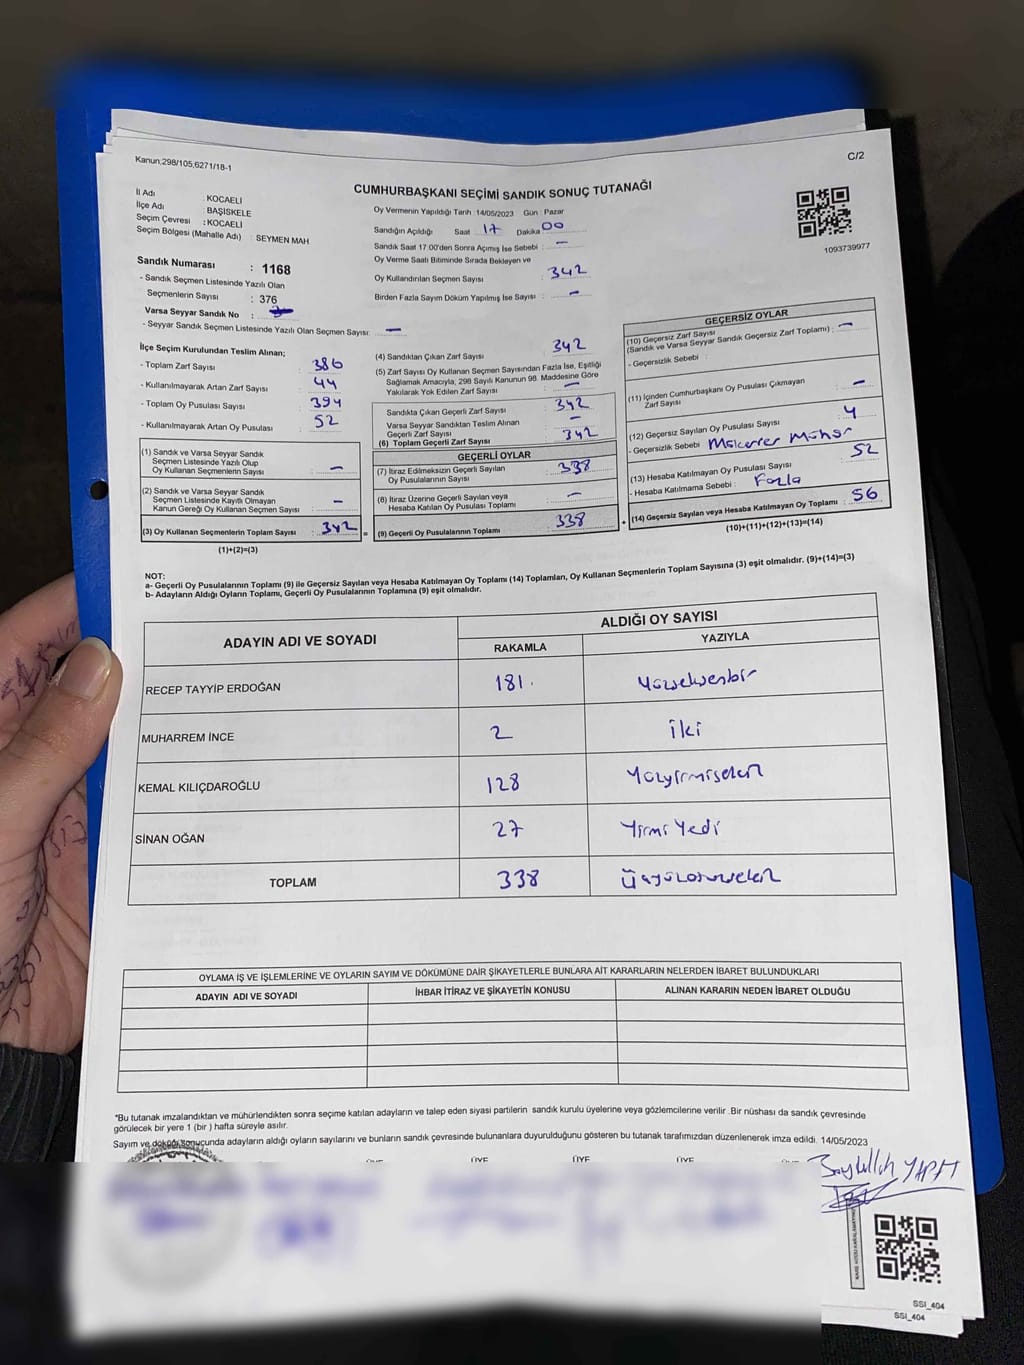 Kanun;298/105,6271/18-1
C/2
CUMHURBAŞKANI SEÇİMİ SANDIK SONUÇ TUTANAĞI
İl Adı : KOCAELİ
İlçe Adı : BAŞİSKELE
Seçim Çevresi : KOCAELİ
Seçim Bölgesi (Mahalle Adı) : SEYMEN MAH
Sandık Numarası : 1168
- Sandık Seçmen Listesinde Yazılı Olan
Seçmenlerin Sayısı : 376
Varsa Seyyar Sandık No :
- Seyyar Sandık Seçmen Listesinde Yazılı Olan Seçmen Sayısı: —
Oy Vermenin Yapıldığı Tarih :14/05/2023 Gün : Pazar
Sandığın Açıldığı Saat 17 Dakika 00
Sandık Saat 17:00'den Sonra Açımış İse Sebebi : —
Oy Verme Saati Bitiminde Sırada Bekleyen ve
Oy Kullandırılan Seçmen Sayısı : 342
Birden Fazla Sayım Döküm Yapılmış İse Sayısı : —
1093739977
İlçe Seçim Kurulundan Teslim Alınan;
- Toplam Zarf Sayısı : 386
- Kullanılmayarak Artan Zarf Sayısı : 44
- Toplam Oy Pusulası Sayısı : 394
- Kullanılmayarak Artan Oy Pusulası : 52
(1) Sandık ve Varsa Seyyar Sandık
Seçmen Listesinde Yazılı Olup
Oy Kullanan Seçmenlerin Sayısı : —
(2) Sandık ve Varsa Seyyar Sandık
Seçmen Listesinde Kayıtlı Olmayan
Kanun Gereği Oy Kullanan Seçmen Sayısı : —
(3) Oy Kullanan Seçmenlerin Toplam Sayısı : 342
(1)+(2)=(3)
(4) Sandıktan Çıkan Zarf Sayısı : 342
(5) Zarf Sayısı Oy Kullanan Seçmen Sayısından Fazla İse, Eşitliği
Sağlamak Amacıyla; 298 Sayılı Kanunun 98. Maddesine Göre
Yakılarak Yok Edilen Zarf Sayısı : —
Sandıkta Çıkan Geçerli Zarf Sayısı : 342
Varsa Seyyar Sandıktan Teslim Alınan
Geçerli Zarf Sayısı : —
(6) Toplam Geçerli Zarf Sayısı : 342
GEÇERLİ OYLAR
(7) İtiraz Edilmeksizin Geçerli Sayılan
Oy Pusulalarının Sayısı : 338
(8) İtiraz Üzerine Geçerli Sayılan veya
Hesaba Katılan Oy Pusulası Toplamı : —
= (9) Geçerli Oy Pusulalarının Toplamı : 338
GEÇERSİZ OYLAR
(10) Geçersiz Zarf Sayısı
(Sandık ve Varsa Seyyar Sandık Geçersiz Zarf Toplamı) : —
- Geçersizlik Sebebi :
(11) İçinden Cumhurbaşkanı Oy Pusulası Çıkmayan
Zarf Sayısı : —
(12) Geçersiz Sayılan Oy Pusulası Sayısı : 4
- Geçersizlik Sebebi : Mükerrer Mühür
(13) Hesaba Katılmayan Oy Pusulası Sayısı : 52
- Hesaba Katılmama Sebebi : Fazla
+ (14) Geçersiz Sayılan veya Hesaba Katılmayan Oy Toplamı : 56
(10)+(11)+(12)+(13)=(14)
NOT:
a- Geçerli Oy Pusulalarının Toplamı (9) ile Geçersiz Sayılan veya Hesaba Katılmayan Oy Toplamı (14) Toplamları, Oy Kullanan Seçmenlerin Toplam Sayısına (3) eşit olmalıdır. (9)+(14)=(3)
b- Adayların Aldığı Oyların Toplamı, Geçerli Oy Pusulalarının Toplamına (9) eşit olmalıdır.
ADAYIN ADI VE SOYADI
ALDIĞI OY SAYISI
RAKAMLA YAZIYLA
RECEP TAYYİP ERDOĞAN 181 Yüzseksenbir
MUHARREM İNCE 2 İki
KEMAL KILIÇDAROĞLU 128 Yüzyirmisekiz
SİNAN OĞAN 27 Yirmi Yedi
TOPLAM 338 Üçyüzotuzsekiz
OYLAMA İŞ VE İŞLEMLERİNE VE OYLARIN SAYIM VE DÖKÜMÜNE DAİR ŞİKAYETLERLE BUNLARA AİT KARARLARIN NELERDEN İBARET BULUNDUKLARI
ADAYIN ADI VE SOYADI İHBAR İTİRAZ VE ŞİKAYETİN KONUSU ALINAN KARARIN NEDEN İBARET OLDUĞU
*Bu tutanak imzalandıktan ve mühürlendikten sonra seçime katılan adayların ve talep eden siyasi partilerin sandık kurulu üyelerine veya gözlemcilerine verilir .Bir nüshası da sandık çevresinde
görülecek bir yere 1 (bir ) hafta süreyle asılır.
Sayım ve dökümü sonucunda adayların aldığı oyların sayılarını ve bunların sandık çevresinde bulunanlara duyurulduğunu gösteren bu tutanak tarafımızdan düzenlenerek imza edildi. 14/05/2023
ÜYE ÜYE ÜYE ÜYE
SSİ_404
SSİ_404